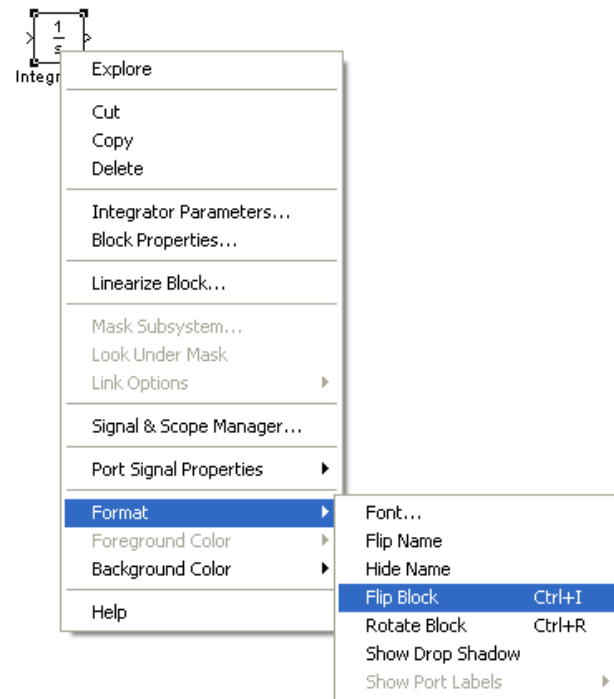 1
s
Integr
Explore
Cut
Copy
Delete
Integrator Parameters...
Block Properties...
Linearize Block...
Mask Subsystem...
Look Under Mask
Link Options
Signal & Scope Manager...
Port Signal Properties
Format
Foreground Color
Background Color
Help
Font...
Flip Name
Hide Name
Flip Block Ctrl+I
Rotate Block Ctrl+R
Show Drop Shadow
Show Port Labels